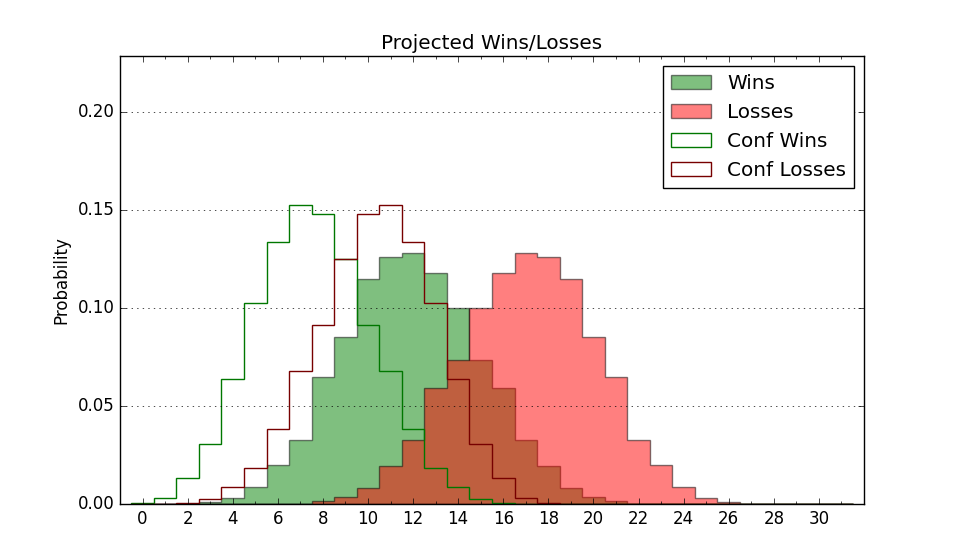 Projected Wins/Losses
Wins
Losses
Conf Wins
Conf Losses
Probability
0.20
0.15
0.10
0.05
0.00
0 2 4 6 8 10 12 14 16 18 20 22 24 26 28 30